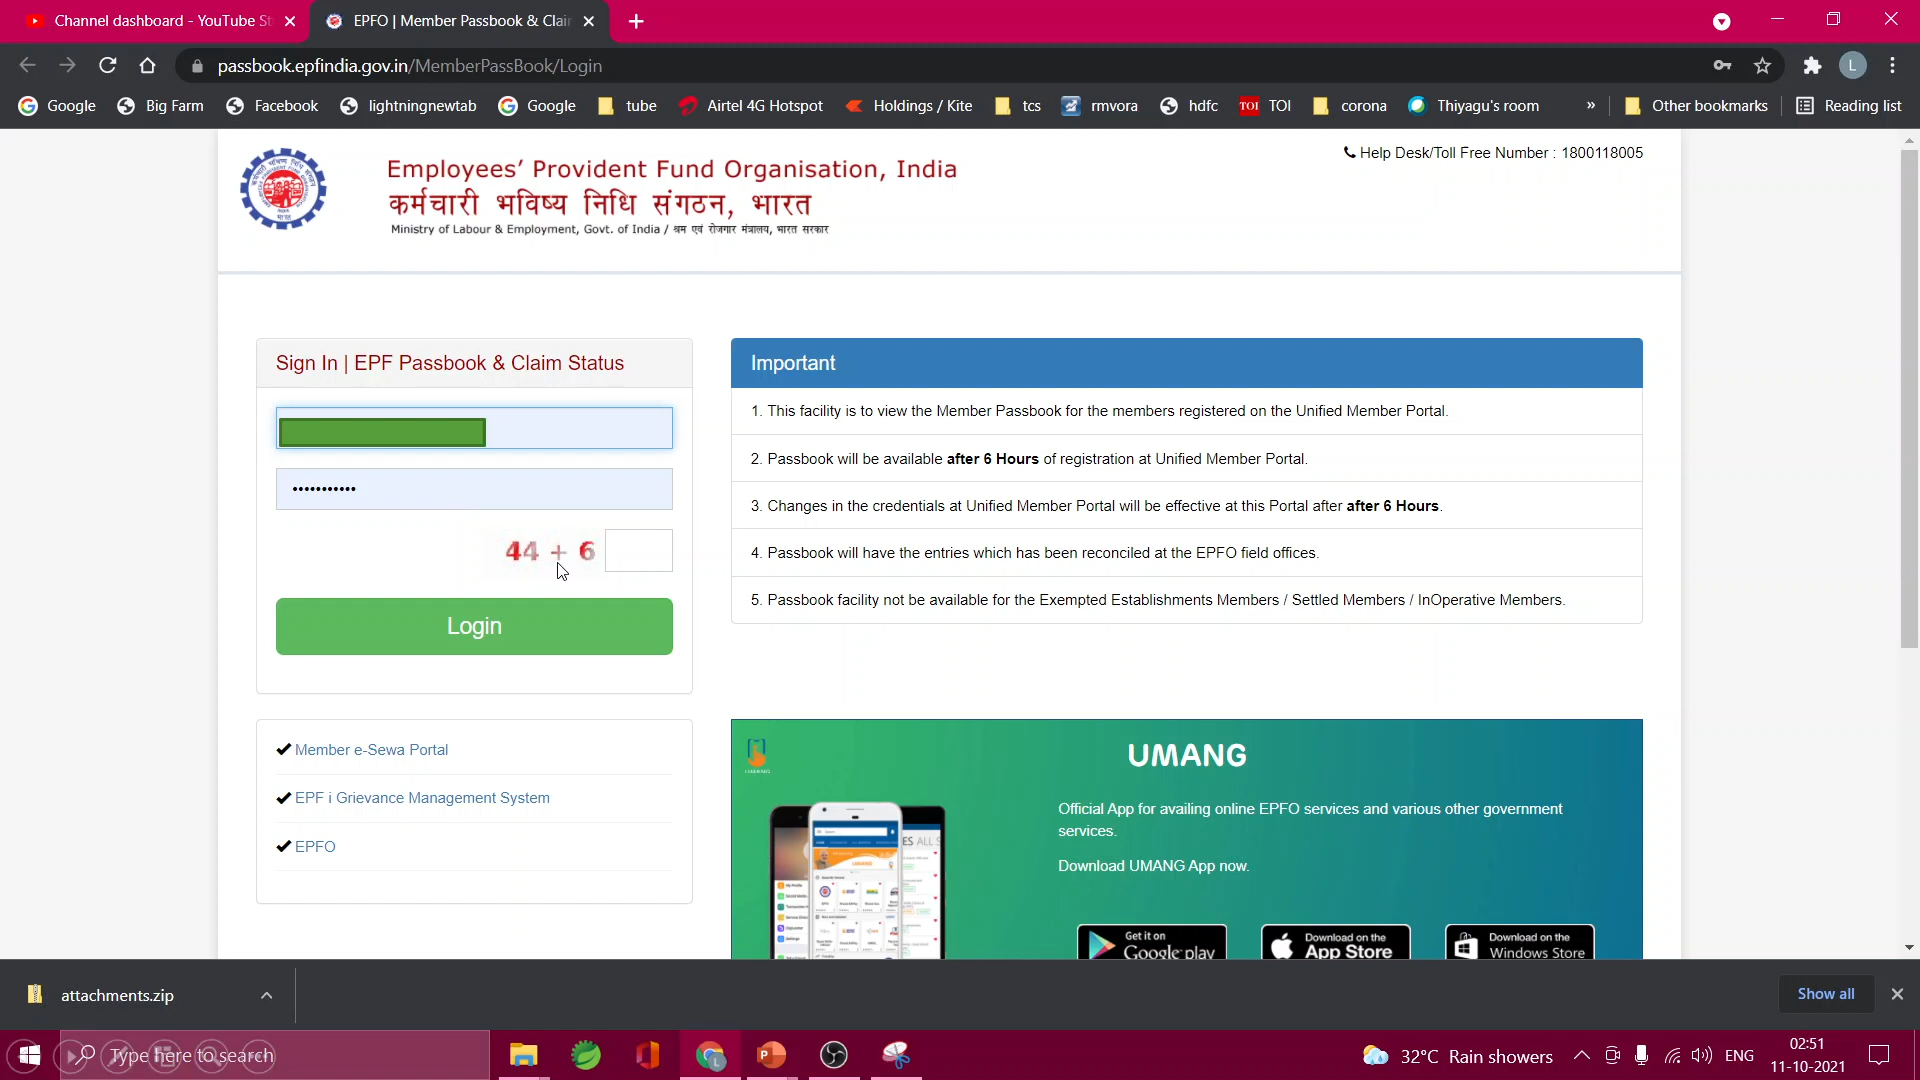 Channel dashboard - YouTube St
EPFO | Member Passbook & Clai
passbook.epfindia.gov.in/MemberPassBook/Login
L
Google
Big Farm
Facebook
lightningnewtab
Google
tube
Airtel 4G Hotspot
Holdings / Kite
tcs
rmvora
hdfc
TOI TOI
corona
Thiyagu's room
»
Other bookmarks
Reading list
Employees' Provident Fund Organisation, India
कर्मचारी भविष्य निधि संगठन, भारत
Ministry of Labour & Employment, Govt. of India / श्रम एवं रोजगार मंत्रालय, भारत सरकार
Help Desk/Toll Free Number : 1800118005
Sign In | EPF Passbook & Claim Status
•••••••••••
44 + 6
Login
Important
1. This facility is to view the Member Passbook for the members registered on the Unified Member Portal.
2. Passbook will be available after 6 Hours of registration at Unified Member Portal.
3. Changes in the credentials at Unified Member Portal will be effective at this Portal after after 6 Hours.
4. Passbook will have the entries which has been reconciled at the EPFO field offices.
5. Passbook facility not be available for the Exempted Establishments Members / Settled Members / InOperative Members.
Member e-Sewa Portal
EPF i Grievance Management System
EPFO
UMANG
Official App for availing online EPFO services and various other government
services.
Download UMANG App now.
Get it on
Google play
Download on the
App Store
Download on the
Windows Store
attachments.zip
Show all
Type here to search
32°C Rain showers
ENG
02:51
11-10-2021